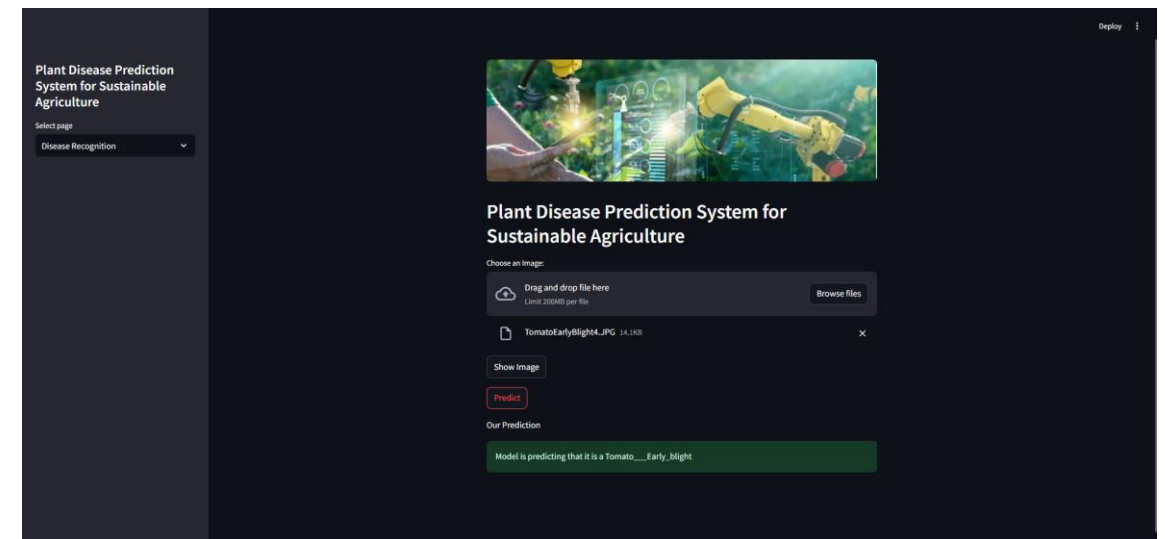 Deploy
Plant Disease Prediction
System for Sustainable
Agriculture
Select page
Disease Recognition
Plant Disease Prediction System for
Sustainable Agriculture
Choose an Image:
Drag and drop file here
Limit 200MB per file
Browse files
TomatoEarlyBlight4.JPG 14.1KB
Show Image
Predict
Our Prediction
Model is predicting that it is a Tomato___Early_blight